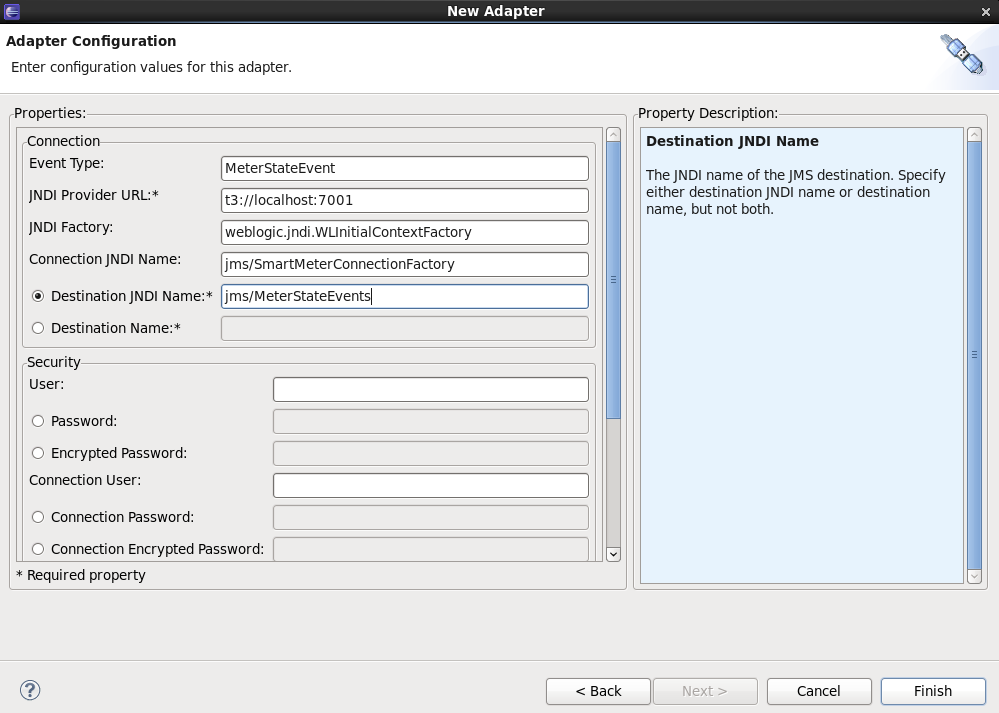 New Adapter
Adapter Configuration
Enter configuration values for this adapter.
Properties:
Connection
Event Type: MeterStateEvent
JNDI Provider URL:* t3://localhost:7001
JNDI Factory: weblogic.jndi.WLInitialContextFactory
Connection JNDI Name: jms/SmartMeterConnectionFactory
Destination JNDI Name:* jms/MeterStateEvents
Destination Name:*
Security
User:
Password:
Encrypted Password:
Connection User:
Connection Password:
Connection Encrypted Password:
* Required property
Property Description:
Destination JNDI Name
The JNDI name of the JMS destination. Specify
either destination JNDI name or destination
name, but not both.
< Back Next > Cancel Finish